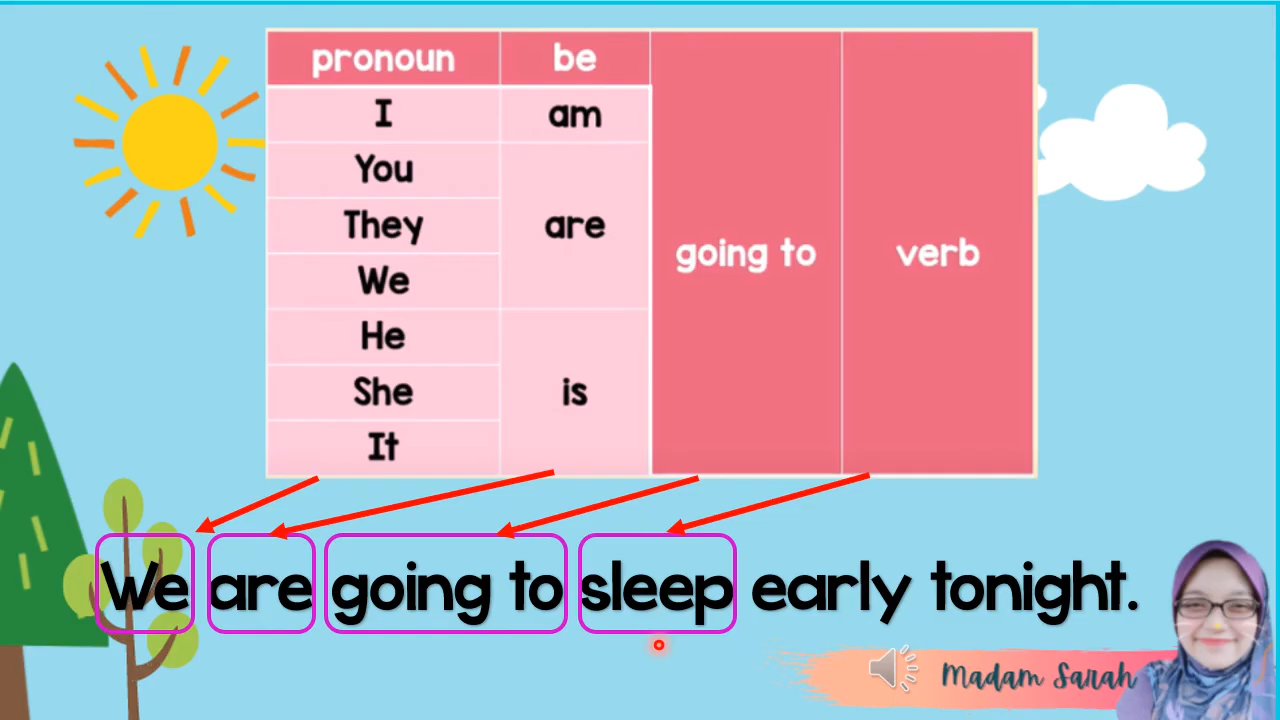 pronoun be
I am
You
They are
going to verb
We
He
She is
It
We are going to sleep early tonight.
Madam Sarah